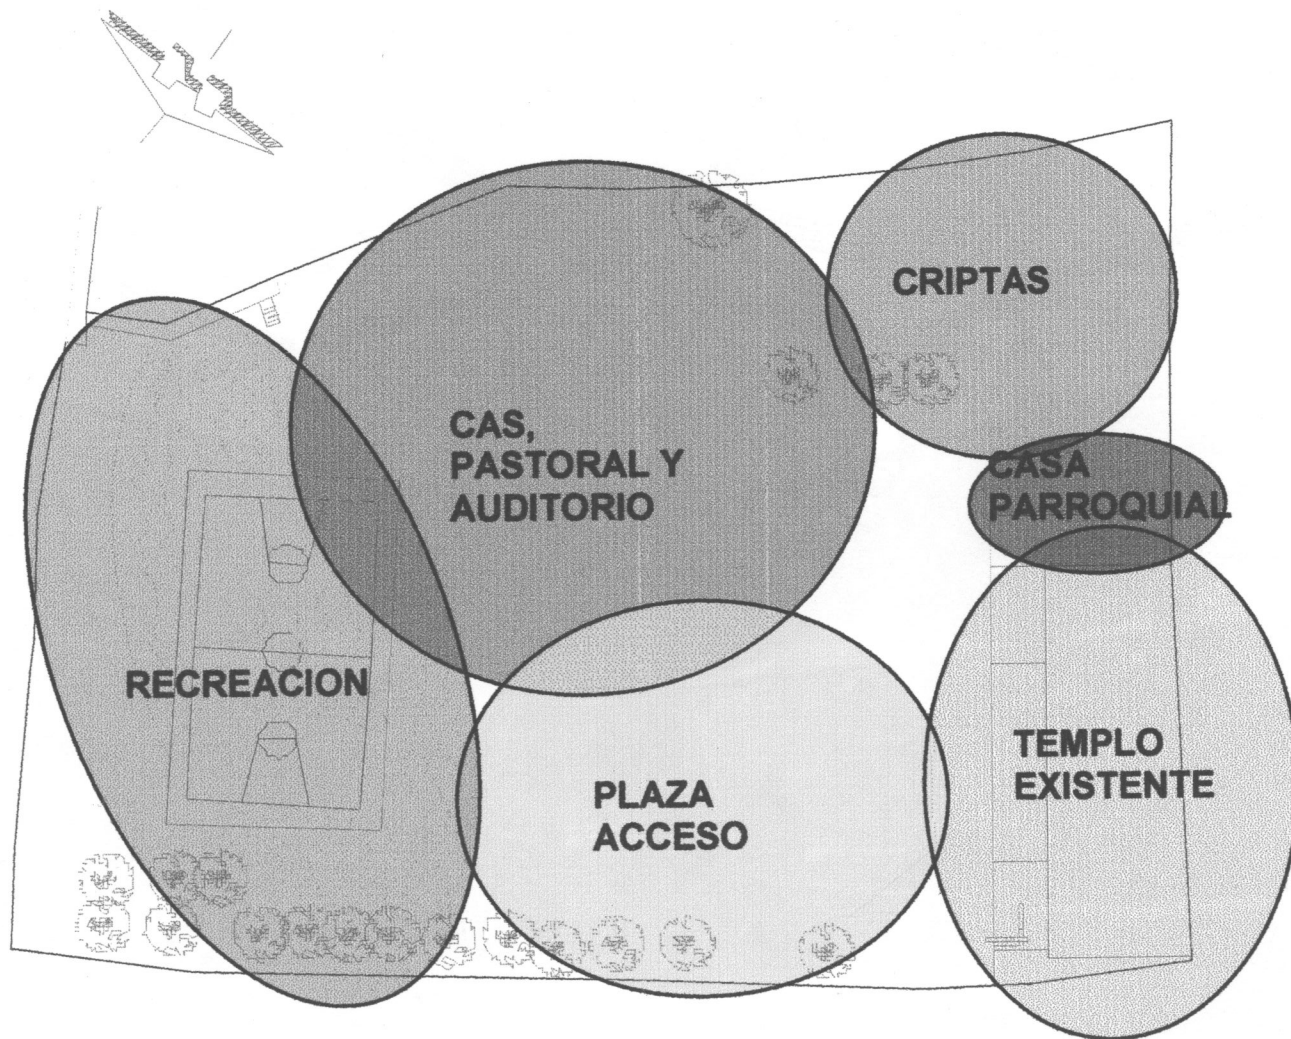 CRIPTAS
CAS,
PASTORAL Y
AUDITORIO
CASA
PARROQUIAL
RECREACION
TEMPLO
EXISTENTE
PLAZA
ACCESO